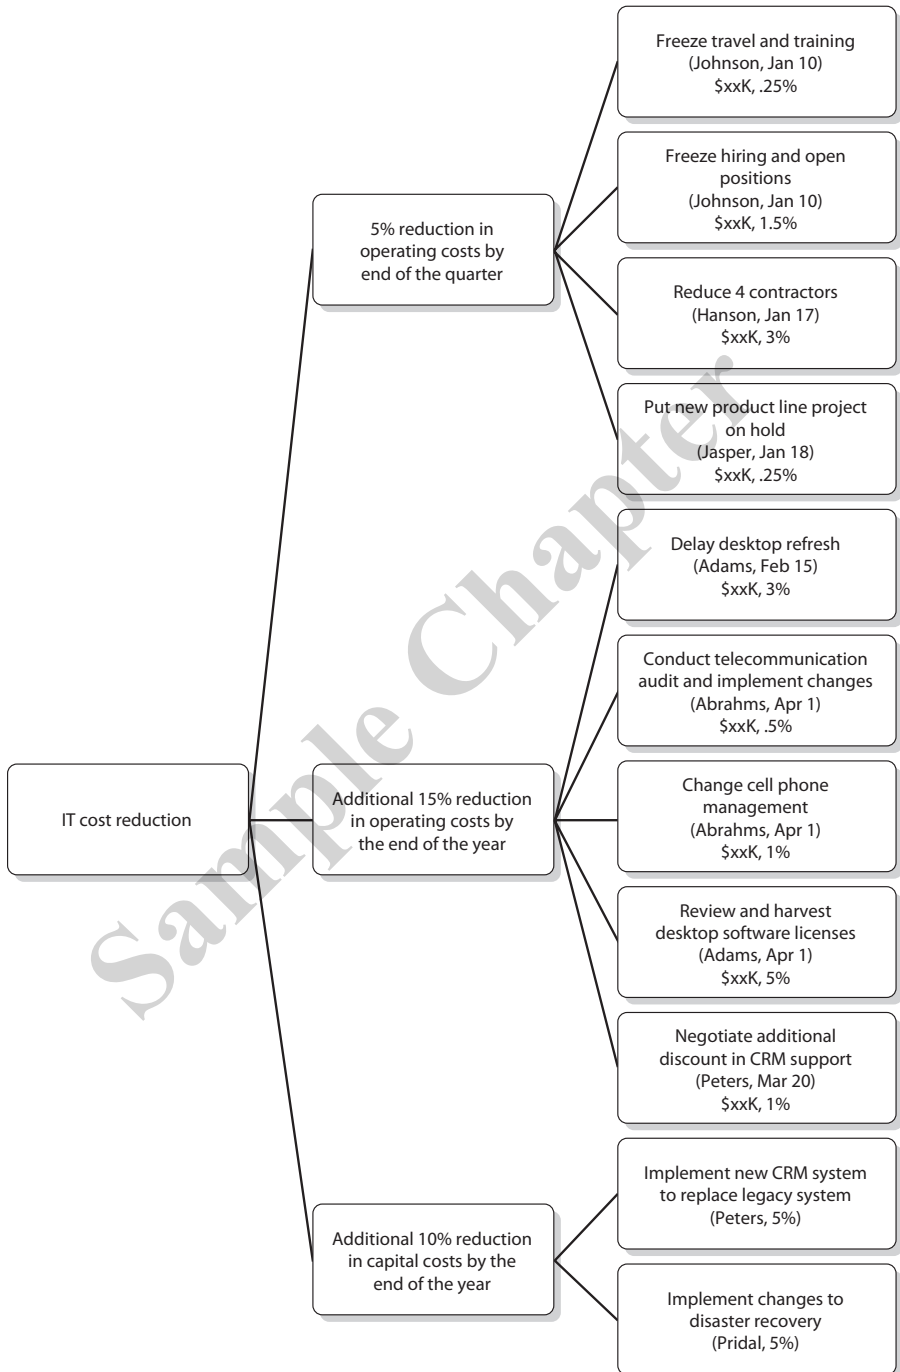 Freeze travel and training
(Johnson, Jan 10)
$xxK, .25%
Freeze hiring and open
positions
(Johnson, Jan 10)
$xxK, 1.5%
5% reduction in
operating costs by
end of the quarter
Reduce 4 contractors
(Hanson, Jan 17)
$xxK, 3%
Put new product line project
on hold
(Jasper, Jan 18)
$xxK, .25%
Delay desktop refresh
(Adams, Feb 15)
$xxK, 3%
Conduct telecommunication
audit and implement changes
(Abrahms, Apr 1)
$xxK, .5%
IT cost reduction
Additional 15% reduction
in operating costs by
the end of the year
Change cell phone
management
(Abrahms, Apr 1)
$xxK, 1%
Review and harvest
desktop software licenses
(Adams, Apr 1)
$xxK, 5%
Negotiate additional
discount in CRM support
(Peters, Mar 20)
$xxK, 1%
Additional 10% reduction
in capital costs by the
end of the year
Implement new CRM system
to replace legacy system
(Peters, 5%)
Implement changes to
disaster recovery
(Pridal, 5%)
Sample Chapter